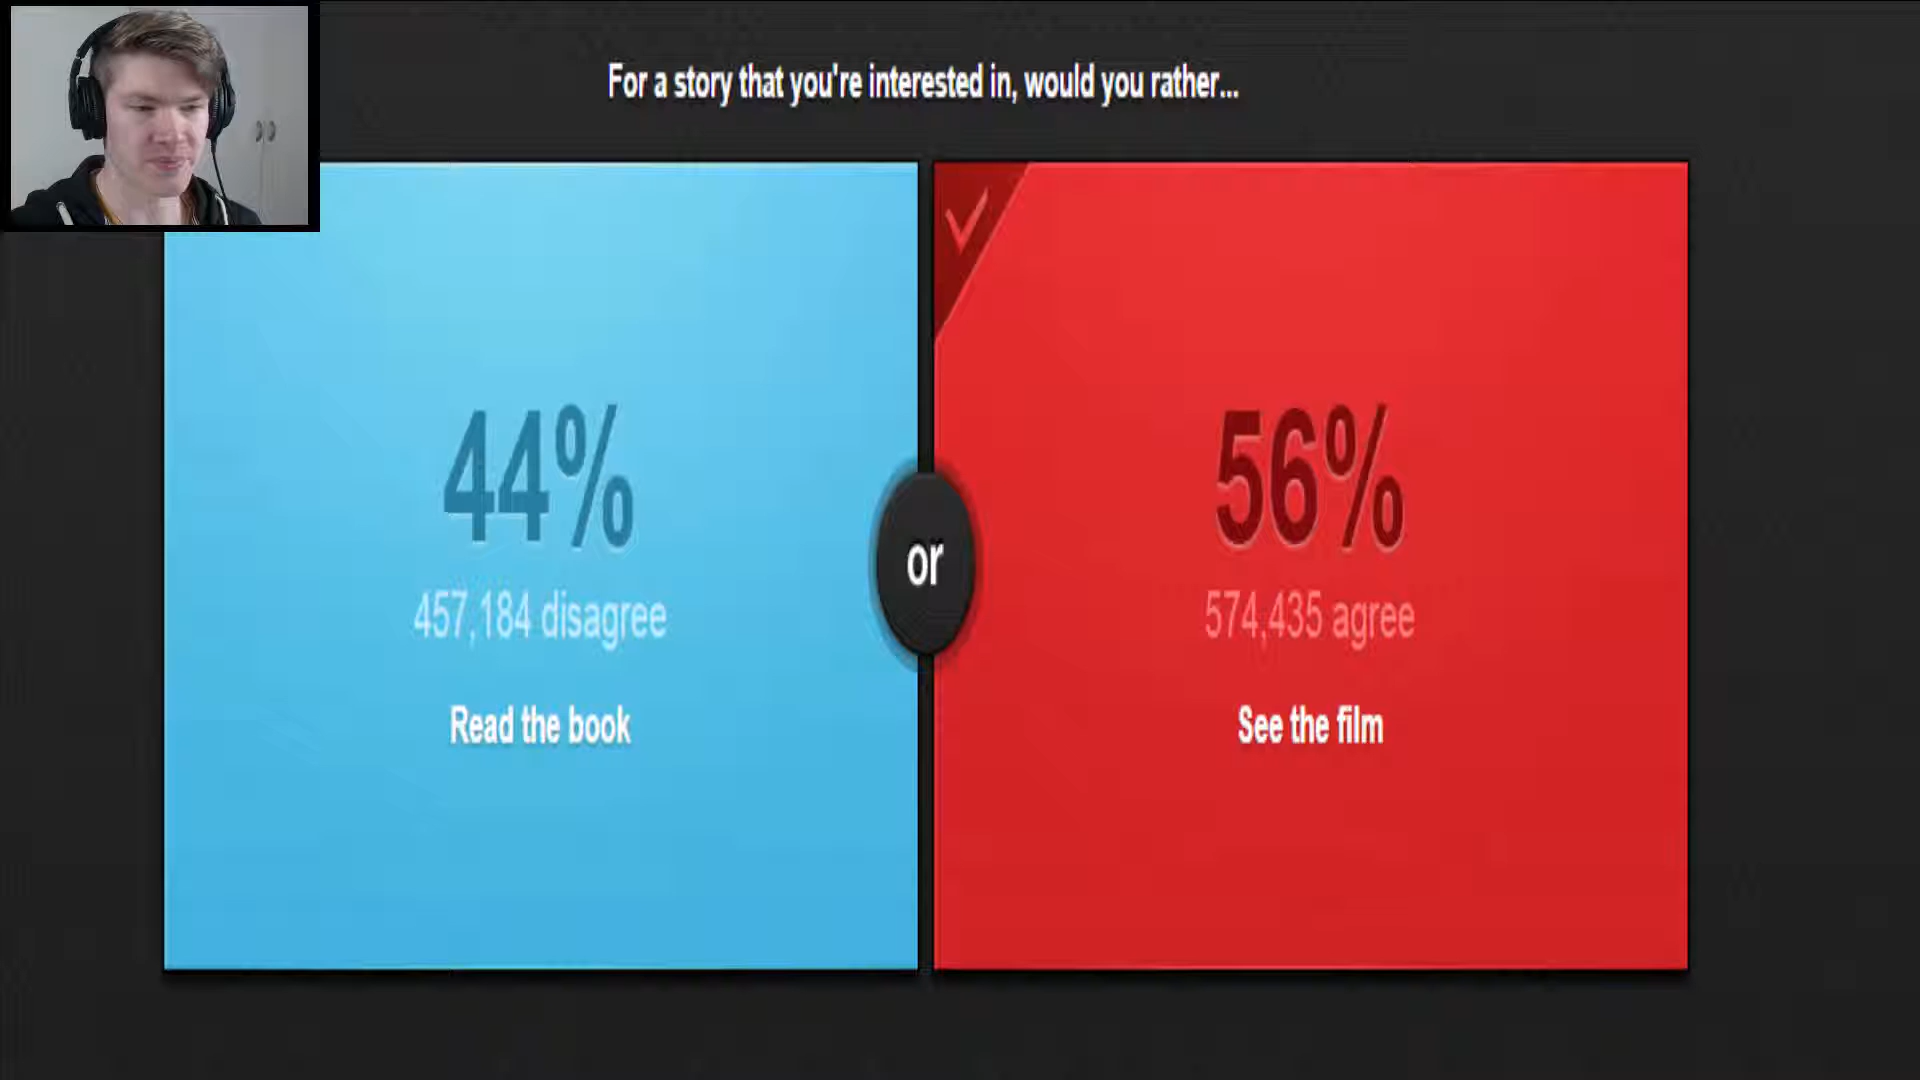 For a story that you're interested in, would you rather...
44%
457,184 disagree
Read the book
or
56%
574,435 agree
See the film